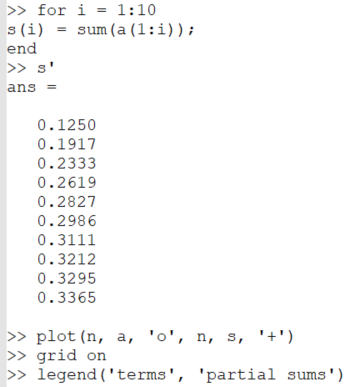 >> for i = 1:10
s(i) = sum(a(1:i));
end
>> s'
ans =
0.1250
0.1917
0.2333
0.2619
0.2827
0.2986
0.3111
0.3212
0.3295
0.3365
>> plot(n, a, 'o', n, s, '+')
>> grid on
>> legend('terms', 'partial sums')